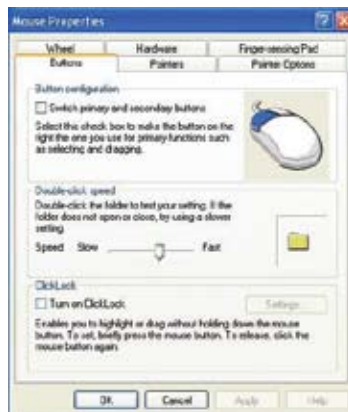 Mouse Properties
Wheel Hardware Finger-sensing Pad
Buttons Pointers Pointer Options
Button configuration
Switch primary and secondary buttons
Select this check box to make the button on the
right the one you use for primary functions such
as selecting and dragging.
Double-click speed
Double-click the folder to test your setting. If the
folder does not open or close, try using a slower
setting.
Speed Slow Fast
ClickLock
Turn on ClickLock
Settings...
Enables you to highlight or drag without holding down the mouse
button. To set, briefly press the mouse button. To release, click the
mouse button again.
OK Cancel Apply Help